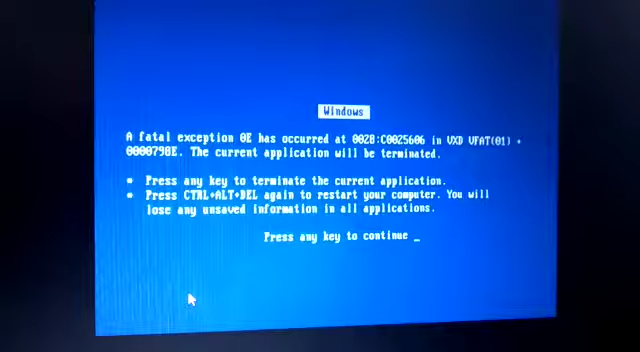 Windows
A fatal exception 0E has occurred at 0028:C0025606 in VXD VFAT(01) +
0000798E. The current application will be terminated.
* Press any key to terminate the current application.
* Press CTRL+ALT+DEL again to restart your computer. You will
lose any unsaved information in all applications.
Press any key to continue _